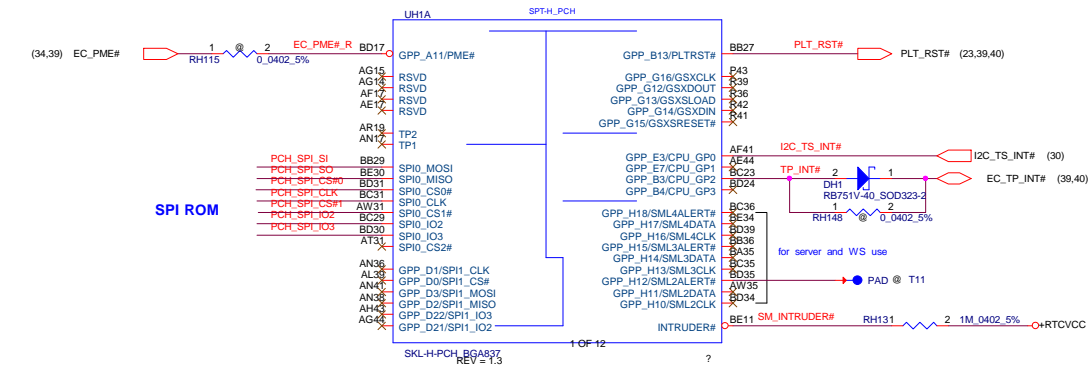 UH1A
SPT-H_PCH
(34,39) EC_PME#
1 @ 2
RH115 0_0402_5%
EC_PME#_R BD17 GPP_A11/PME#
AG15 RSVD
AG14 RSVD
AF17 RSVD
AE17 RSVD
AR19 TP2
AN17 TP1
PCH_SPI_SI BB29 SPI0_MOSI
PCH_SPI_SO BE30 SPI0_MISO
PCH_SPI_CS#0 BD31 SPI0_CS0#
PCH_SPI_CLK BC31 SPI0_CLK
PCH_SPI_CS#1 AW31 SPI0_CS1#
PCH_SPI_IO2 BC29 SPI0_IO2
PCH_SPI_IO3 BD30 SPI0_IO3
AT31 SPI0_CS2#
SPI ROM
AN36 GPP_D1/SPI1_CLK
AL39 GPP_D0/SPI1_CS#
AN41 GPP_D3/SPI1_MOSI
AN38 GPP_D2/SPI1_MISO
AH43 GPP_D22/SPI1_IO3
AG44 GPP_D21/SPI1_IO2
GPP_B13/PLTRST# BB27 PLT_RST# PLT_RST# (23,39,40)
GPP_G16/GSXCLK P43
GPP_G12/GSXDOUT R39
GPP_G13/GSXSLOAD R36
GPP_G14/GSXDIN R42
GPP_G15/GSXSRESET# R41
GPP_E3/CPU_GP0 AF41 I2C_TS_INT# I2C_TS_INT# (30)
GPP_E7/CPU_GP1 AE44
GPP_B3/CPU_GP2 BC23 TP_INT# 2 1 EC_TP_INT# (39,40)
GPP_B4/CPU_GP3 BD24
DH1
RB751V-40_SOD323-2
1 2
RH148 @ 0_0402_5%
GPP_H18/SML4ALERT# BC36
GPP_H17/SML4DATA BE34
GPP_H16/SML4CLK BD39
GPP_H15/SML3ALERT# BB36
GPP_H14/SML3DATA BA35
GPP_H13/SML3CLK BC35
GPP_H12/SML2ALERT# BD35 PAD @ T11
GPP_H11/SML2DATA AW35
GPP_H10/SML2CLK BD34
for server and WS use
INTRUDER# BE11 SM_INTRUDER# RH131 2 1M_0402_5% +RTCVCC
1 OF 12
SKL-H-PCH_BGA837
REV = 1.3
?